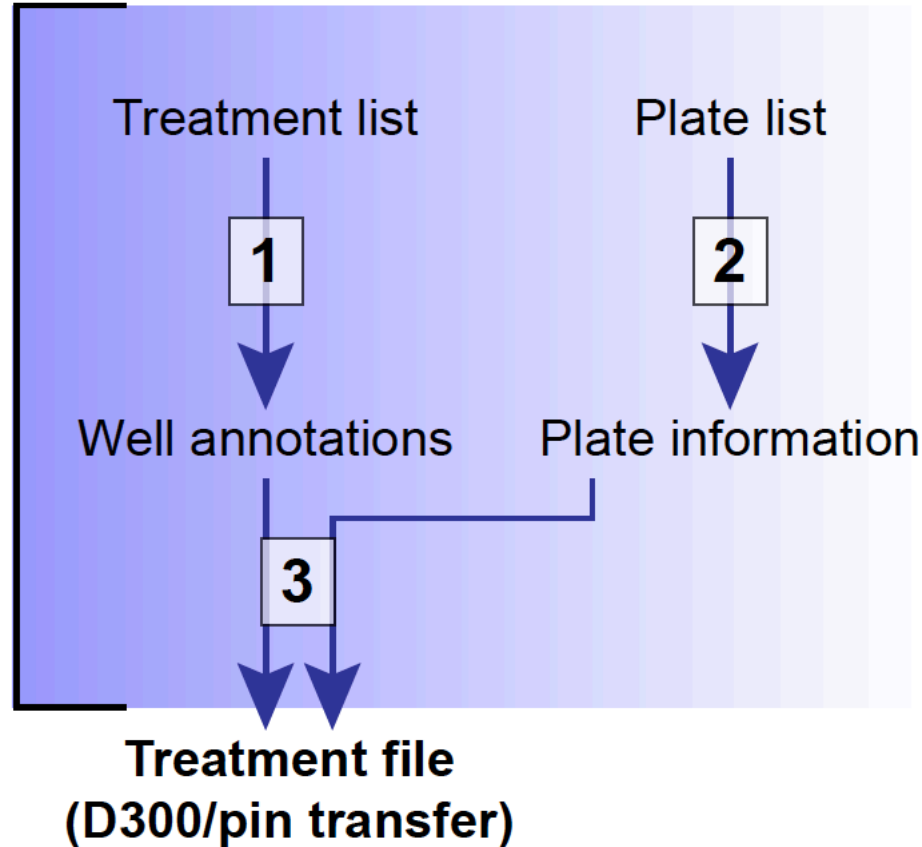 Treatment list
Plate list
1
2
Well annotations
Plate information
3
Treatment file
(D300/pin transfer)